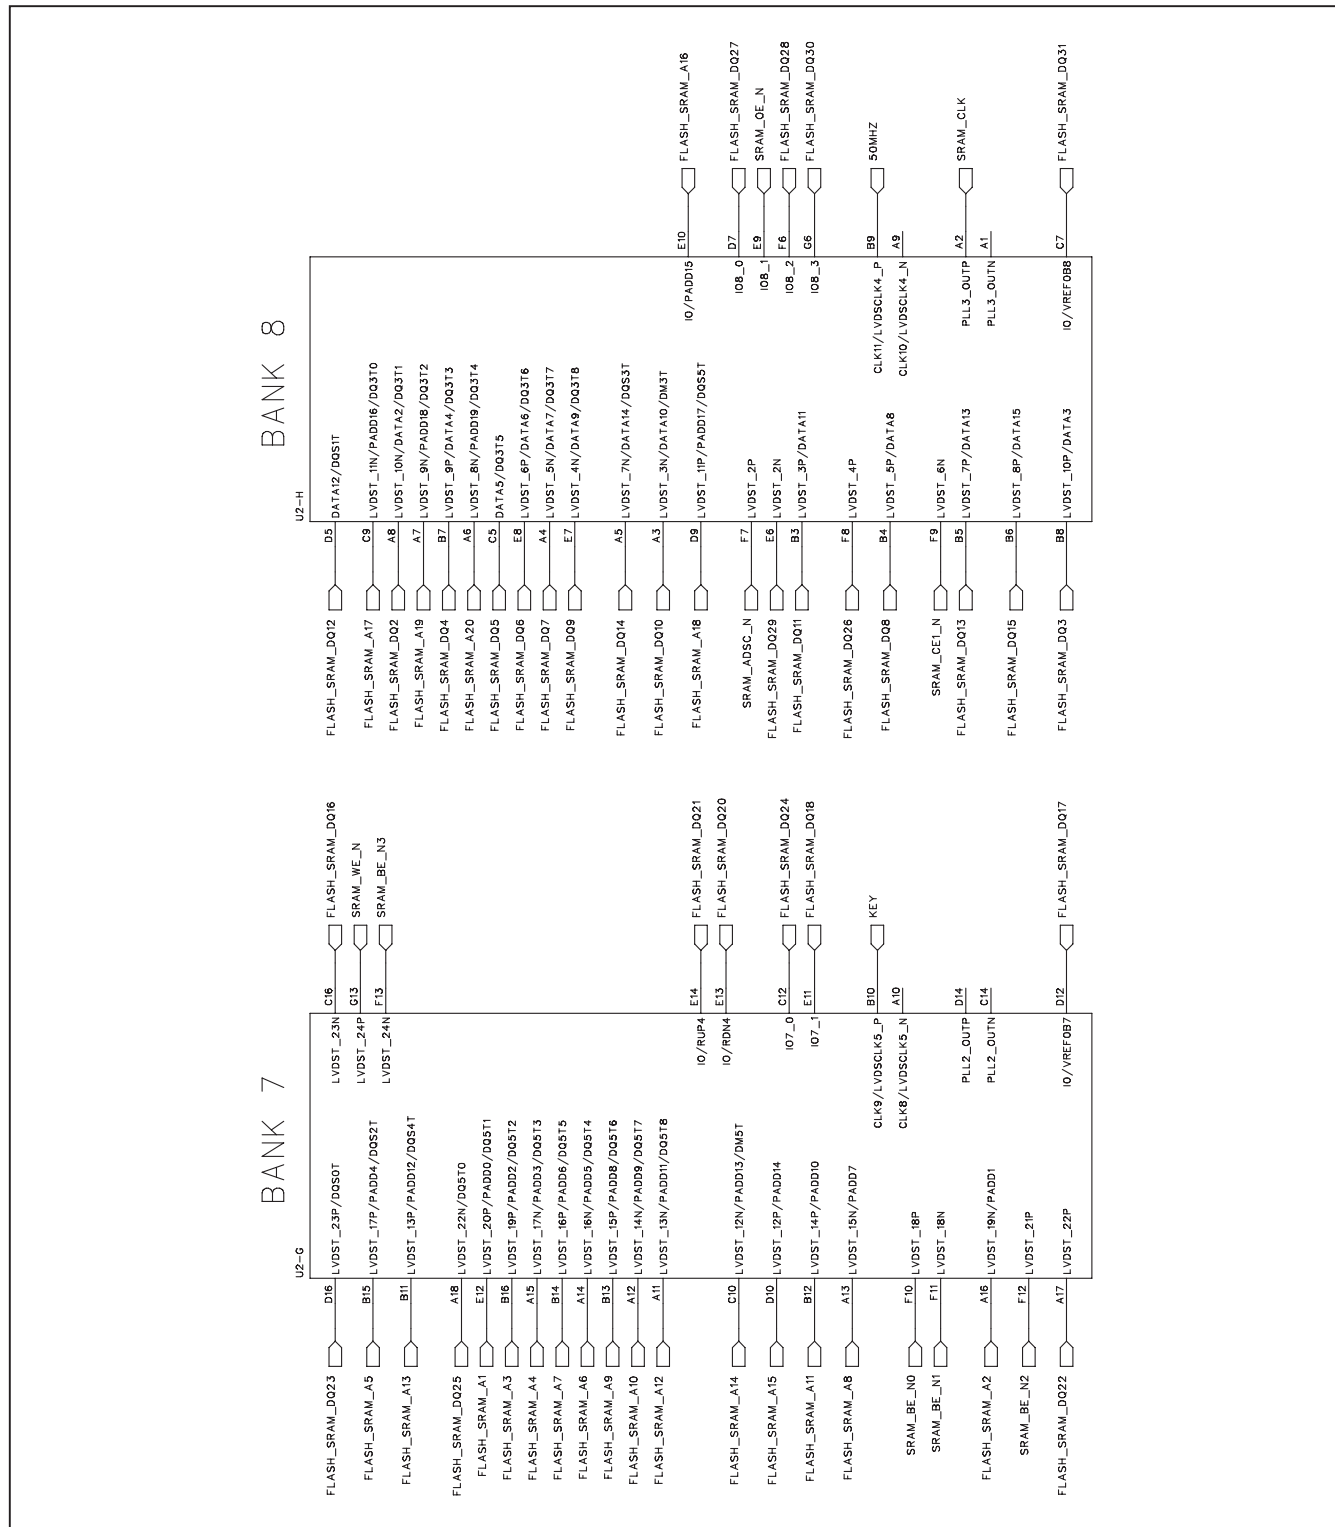 BANK 7
U2-G
FLASH_SRAM_DQ23 D16 LVDST_23P/DQS0T LVDST_23N C16 FLASH_SRAM_DQ16
LVDST_24P G13 SRAM_WE_N
FLASH_SRAM_A5 B15 LVDST_17P/PADD4/DQS2T
LVDST_24N F13 SRAM_BE_N3
FLASH_SRAM_A13 B11 LVDST_13P/PADD12/DQS4T
FLASH_SRAM_DQ25 A18 LVDST_22N/DQ5T0
FLASH_SRAM_A1 E12 LVDST_20P/PADD0/DQ5T1
FLASH_SRAM_A3 B16 LVDST_19P/PADD2/DQ5T2
FLASH_SRAM_A4 A15 LVDST_17N/PADD3/DQ5T3
FLASH_SRAM_A7 B14 LVDST_16P/PADD6/DQ5T5
FLASH_SRAM_A6 A14 LVDST_16N/PADD5/DQ5T4
FLASH_SRAM_A9 B13 LVDST_15P/PADD8/DQ5T6
FLASH_SRAM_A10 A12 LVDST_14N/PADD9/DQ5T7
FLASH_SRAM_A12 A11 LVDST_13N/PADD11/DQ5T8
IO/RUP4 E14 FLASH_SRAM_DQ21
IO/RDN4 E13 FLASH_SRAM_DQ20
FLASH_SRAM_A14 C10 LVDST_12N/PADD13/DM5T
FLASH_SRAM_A15 D10 LVDST_12P/PADD14
IO7_0 C12 FLASH_SRAM_DQ24
FLASH_SRAM_A11 B12 LVDST_14P/PADD10 IO7_1 E11 FLASH_SRAM_DQ18
FLASH_SRAM_A8 A13 LVDST_15N/PADD7
CLK9/LVDSCLK5_P B10 KEY
CLK8/LVDSCLK5_N A10
SRAM_BE_N0 F10 LVDST_18P
SRAM_BE_N1 F11 LVDST_18N
PLL2_OUTP D14
FLASH_SRAM_A2 A16 LVDST_19N/PADD1 PLL2_OUTN C14
SRAM_BE_N2 F12 LVDST_21P
FLASH_SRAM_DQ22 A17 LVDST_22P IO/VREF0B7 D12 FLASH_SRAM_DQ17
BANK 8
U2-H
FLASH_SRAM_DQ12 D5 DATA12/DQS1T
FLASH_SRAM_A17 C9 LVDST_11N/PADD16/DQ3T0
FLASH_SRAM_DQ2 A8 LVDST_10N/DATA2/DQ3T1
FLASH_SRAM_A19 A7 LVDST_9N/PADD18/DQ3T2
FLASH_SRAM_DQ4 B7 LVDST_9P/DATA4/DQ3T3
FLASH_SRAM_A20 A6 LVDST_8N/PADD19/DQ3T4
FLASH_SRAM_DQ5 C5 DATA5/DQ3T5
FLASH_SRAM_DQ6 E8 LVDST_6P/DATA6/DQ3T6
FLASH_SRAM_DQ7 A4 LVDST_5N/DATA7/DQ3T7
FLASH_SRAM_DQ9 E7 LVDST_4N/DATA9/DQ3T8
FLASH_SRAM_DQ14 A5 LVDST_7N/DATA14/DQS3T
FLASH_SRAM_DQ10 A3 LVDST_3N/DATA10/DM3T
IO/PADD15 E10 FLASH_SRAM_A16
FLASH_SRAM_A18 D9 LVDST_11P/PADD17/DQS5T
IO8_0 D7 FLASH_SRAM_DQ27
SRAM_ADSC_N F7 LVDST_2P
IO8_1 E9 SRAM_OE_N
FLASH_SRAM_DQ29 E6 LVDST_2N
IO8_2 F6 FLASH_SRAM_DQ28
FLASH_SRAM_DQ11 B3 LVDST_3P/DATA11
IO8_3 G6 FLASH_SRAM_DQ30
FLASH_SRAM_DQ26 F8 LVDST_4P
CLK11/LVDSCLK4_P B9 50MHZ
FLASH_SRAM_DQ8 B4 LVDST_5P/DATA8
CLK10/LVDSCLK4_N A9
SRAM_CE1_N F9 LVDST_6N
FLASH_SRAM_DQ13 B5 LVDST_7P/DATA13 PLL3_OUTP A2 SRAM_CLK
PLL3_OUTN A1
FLASH_SRAM_DQ15 B6 LVDST_8P/DATA15
FLASH_SRAM_DQ3 B8 LVDST_10P/DATA3 IO/VREF0B8 C7 FLASH_SRAM_DQ31